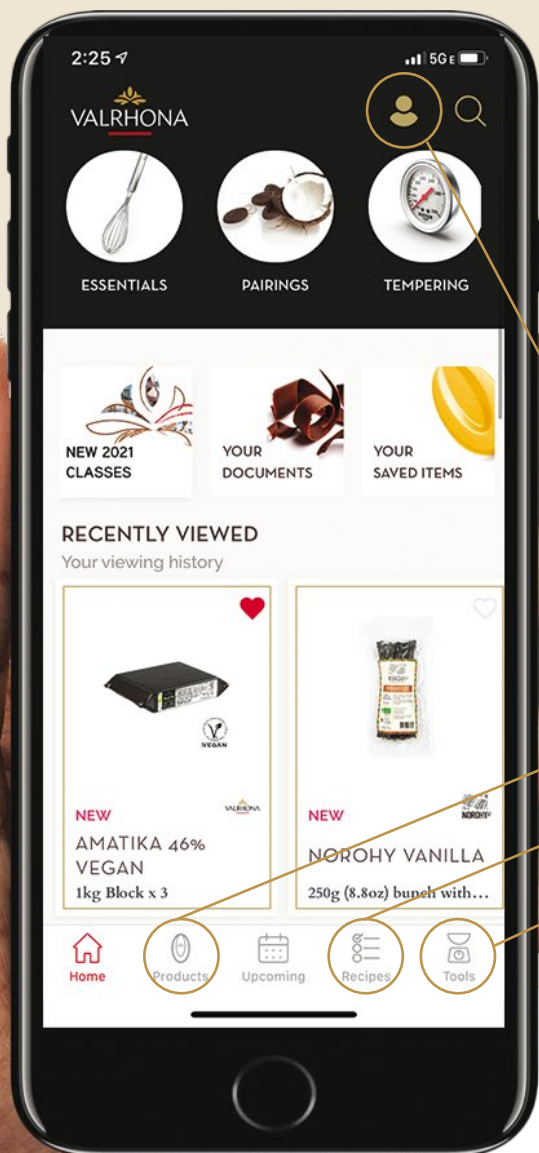 2:25
5G E
VALRHONA
ESSENTIALS
PAIRINGS
TEMPERING
NEW 2021
CLASSES
YOUR
DOCUMENTS
YOUR
SAVED ITEMS
RECENTLY VIEWED
Your viewing history
VEGAN
NEW
VALRHONA
AMATIKA 46%
VEGAN
1kg Block x 3
NEW
NOROHY
NOROHY VANILLA
250g (8.8oz) bunch with...
Home
Products
Upcoming
Recipes
Tools